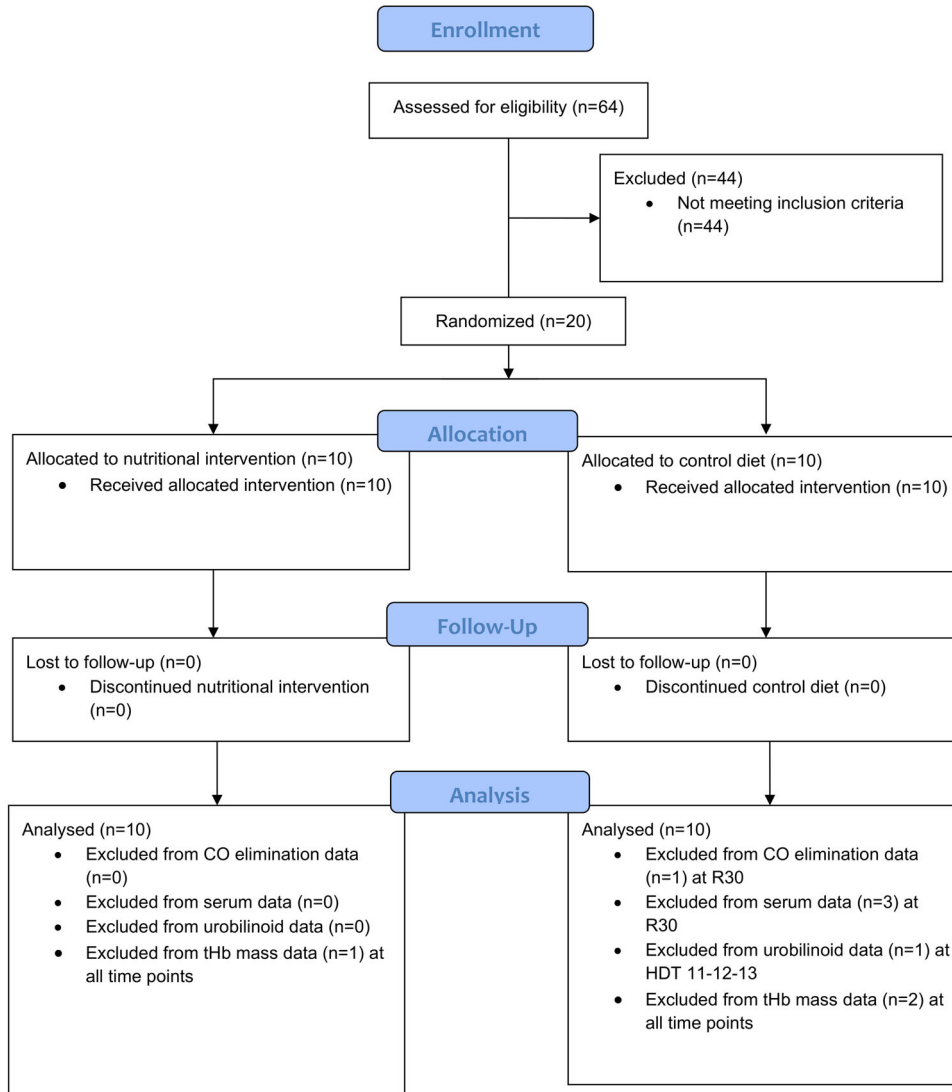 Enrollment
Assessed for eligibility (n=64)
Excluded (n=44)
• Not meeting inclusion criteria
(n=44)
Randomized (n=20)
Allocation
Allocated to nutritional intervention (n=10)
• Received allocated intervention (n=10)
Allocated to control diet (n=10)
• Received allocated intervention (n=10)
Follow-Up
Lost to follow-up (n=0)
• Discontinued nutritional intervention
(n=0)
Lost to follow-up (n=0)
• Discontinued control diet (n=0)
Analysis
Analysed (n=10)
• Excluded from CO elimination data
(n=0)
• Excluded from serum data (n=0)
• Excluded from urobilinoid data (n=0)
• Excluded from tHb mass data (n=1) at
all time points
Analysed (n=10)
• Excluded from CO elimination data
(n=1) at R30
• Excluded from serum data (n=3) at
R30
• Excluded from urobilinoid data (n=1) at
HDT 11-12-13
• Excluded from tHb mass data (n=2) at
all time points